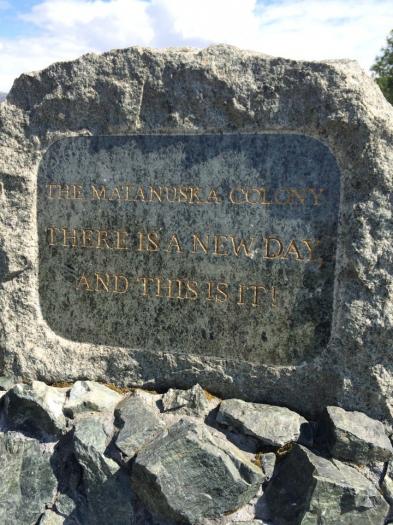 THE MATANUSKA COLONY
THERE IS A NEW DAY,
AND THIS IS IT!